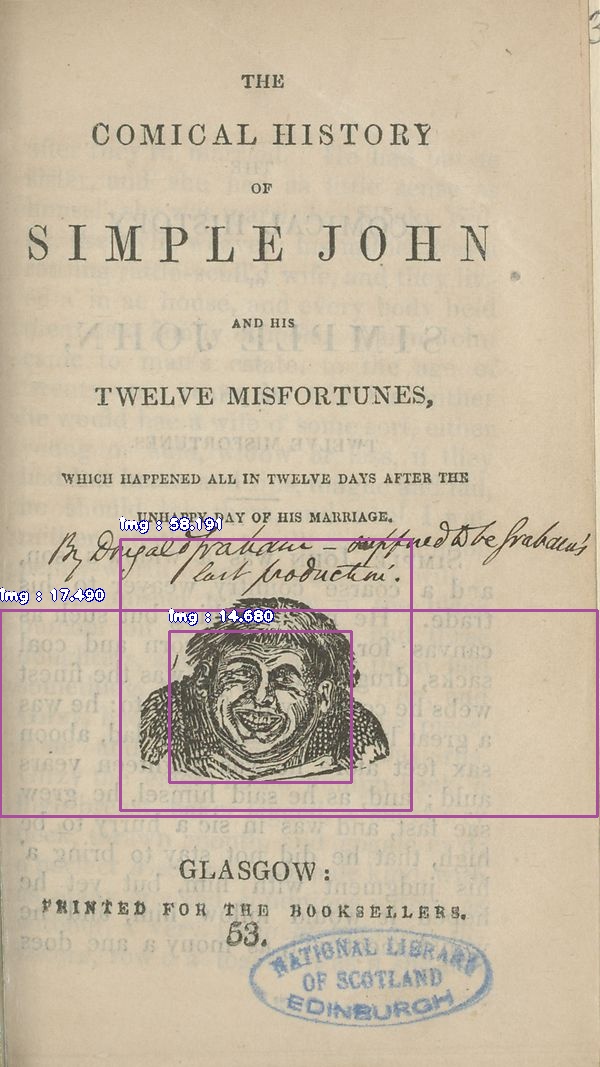 THE
COMICAL HISTORY
OF
SIMPLE JOHN
AND HIS
TWELVE MISFORTUNES,
WHICH HAPPENED ALL IN TWELVE DAYS AFTER THE
UNHAPPY DAY OF HIS MARRIAGE.
img : 58.191
By Dougald Graham - suppos'd to be Graham's
last production.
img : 17.490
img : 14.680
GLASGOW:
PRINTED FOR THE BOOKSELLERS.
53.
NATIONAL LIBRARY
OF SCOTLAND
EDINBURGH